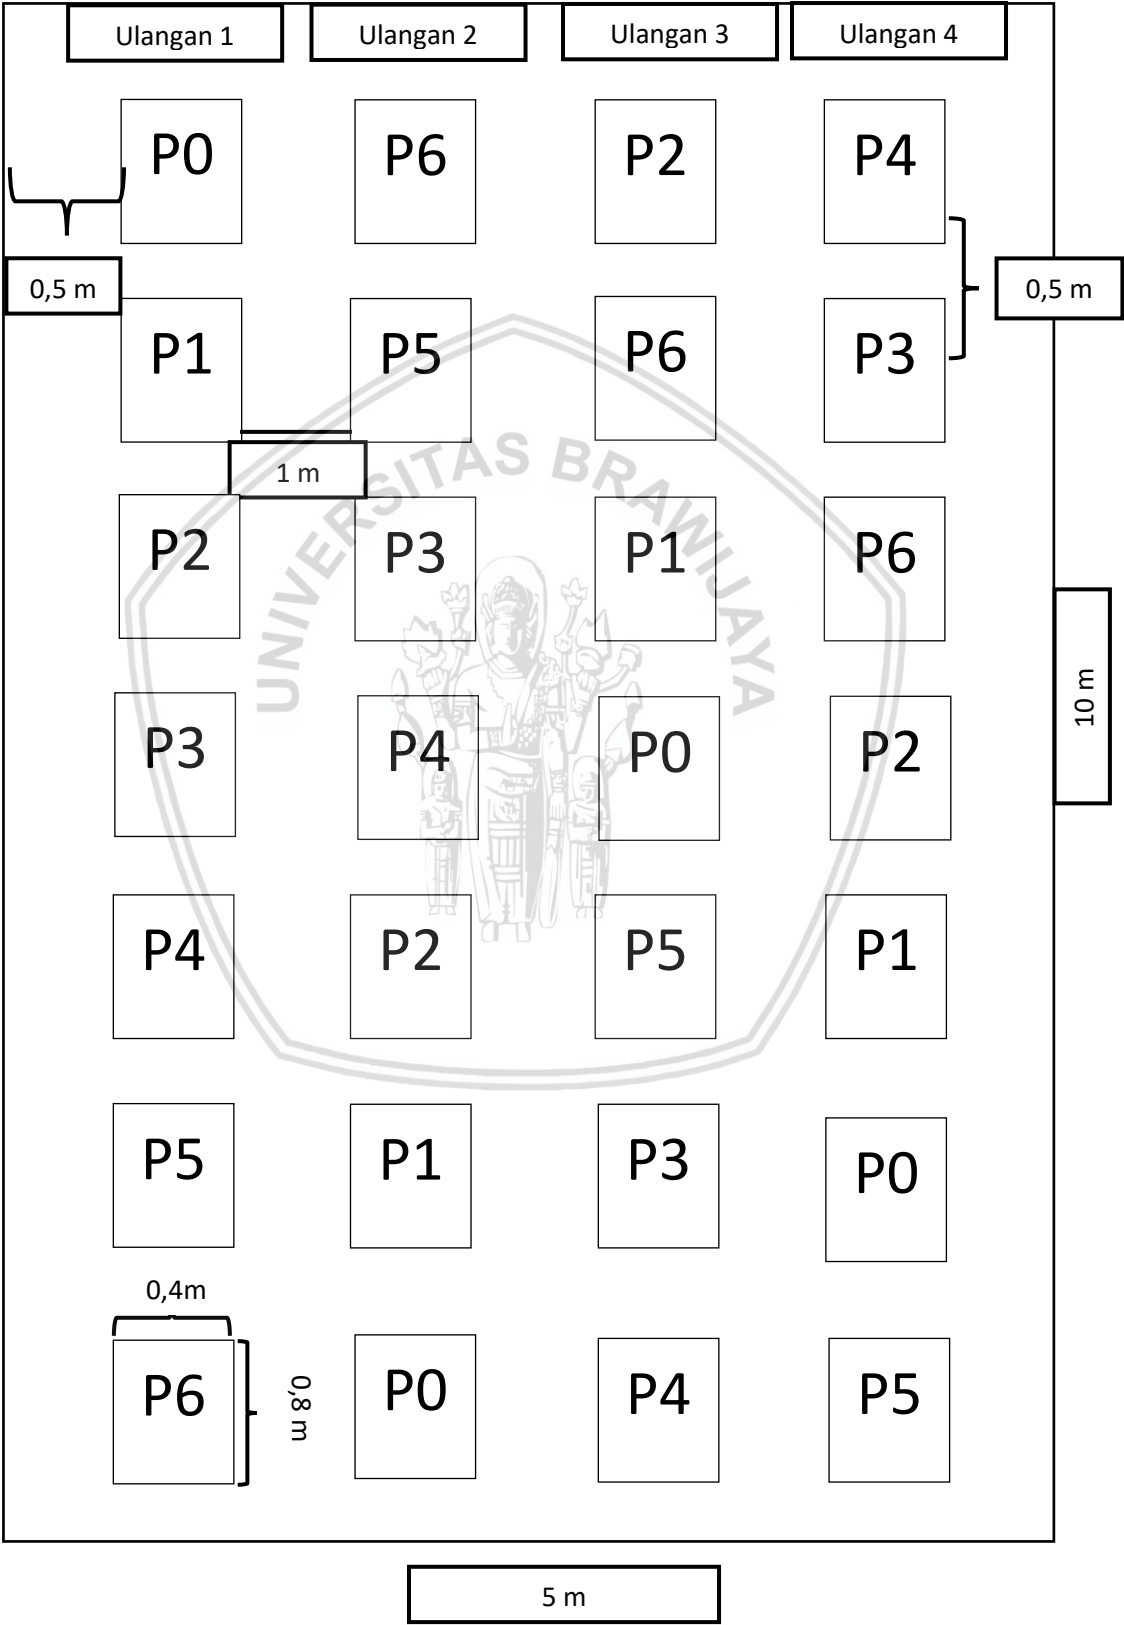 Ulangan 1 Ulangan 2 Ulangan 3 Ulangan 4
P0 P6 P2 P4
0,5 m 0,5 m
P1 P5 P6 P3
1 m
UNIVERSITAS BRAWIJAYA
P2 P3 P1 P6
10 m
P3 P4 P0 P2
P4 P2 P5 P1
P5 P1 P3 P0
0,4m
P6 P0 P4 P5
0,8 m
5 m